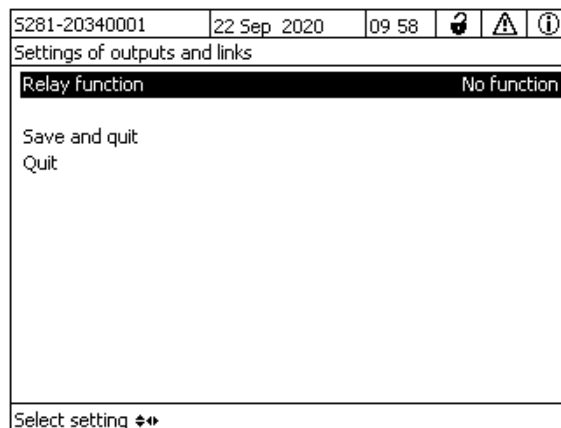 S281-20340001 22 Sep 2020 09 58
Settings of outputs and links
Relay function No function
Save and quit
Quit
Select setting